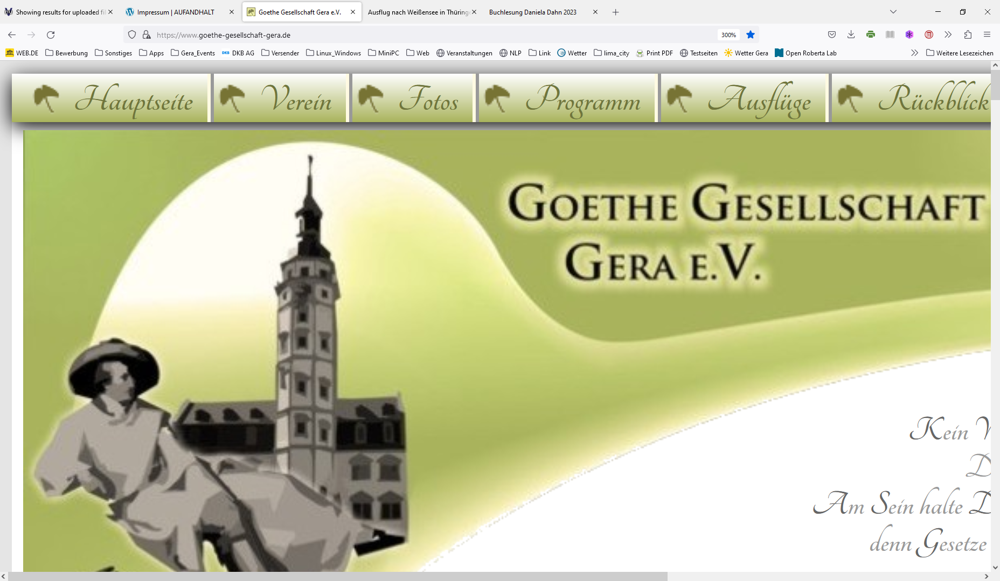 Showing results for uploaded fi
Impressum | AUFANDHALT
Goethe Gesellschaft Gera e.V.
Ausflug nach Weißensee in Thüring
Buchlesung Daniela Dahn 2023
https://www.goethe-gesellschaft-gera.de
300%
WEB.DE
Bewerbung
Sonstiges
Apps
Gera_Events
DKB DKB AG
Versender
Linux_Windows
MiniPC
Web
Veranstaltungen
NLP
Link
Wetter
lima_city
Print PDF
Testseiten
Wetter Gera
Open Roberta Lab
Weitere Lesezeichen
Hauptseite
Verein
Fotos
Programm
Ausflüge
Rückblick
GOETHE GESELLSCHAFT
GERA E.V.
Kein
D
Am Sein halte D
denn Gesetze